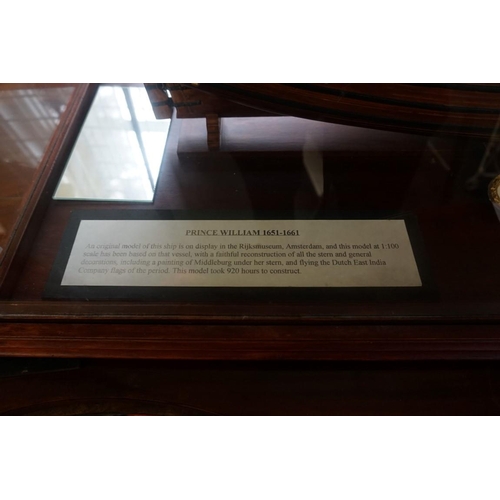 PRINCE WILLIAM 1651-1661
An original model of this ship is on display in the Rijksmuseum, Amsterdam, and this model at 1:100
scale has been based on that vessel, with a faithful reconstruction of all the stern and general
decorations, including a painting of Middleburg under her stern, and flying the Dutch East India
Company flags of the period. This model took 920 hours to construct.